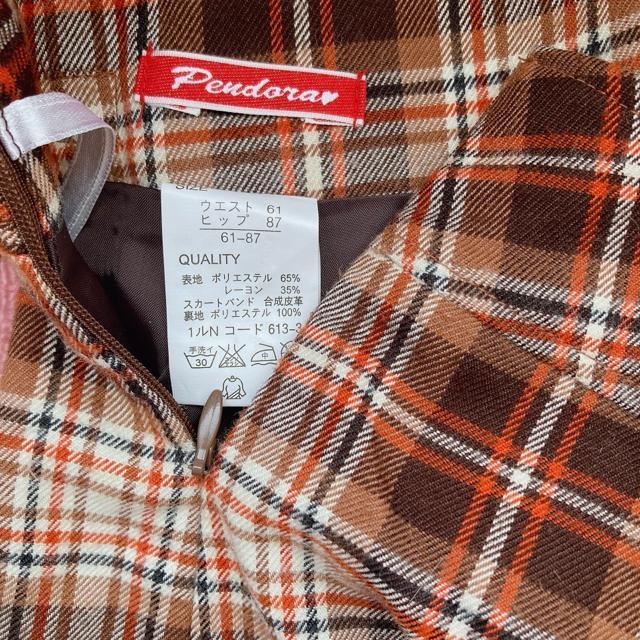 Pendora♥
ウエスト 61
ヒップ 87
61-87
QUALITY
表地 ポリエステル 65%
レーヨン 35%
スカートバンド 合成皮革
裏地 ポリエステル 100%
1ルN コード 613-3
手洗イ
30
中